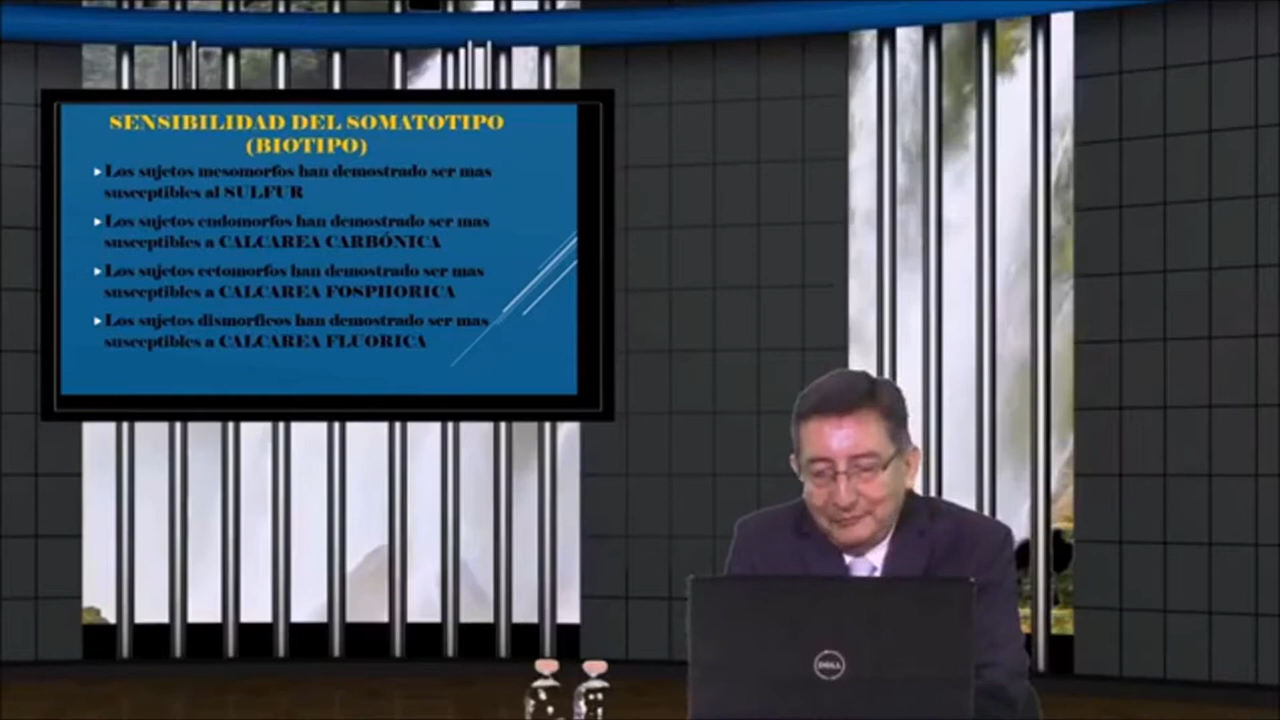 SENSIBILIDAD DEL SOMATOTIPO
(BIOTIPO)
Los sujetos mesomorfos han demostrado ser mas
susceptibles al SULFUR
Los sujetos endomorfos han demostrado ser mas
susceptibles a CALCAREA CARBÓNICA
Los sujetos ectomorfos han demostrado ser mas
susceptibles a CALCAREA FOSPHORICA
Los sujetos dismorficos han demostrado ser mas
susceptibles a CALCAREA FLUORICA
DELL